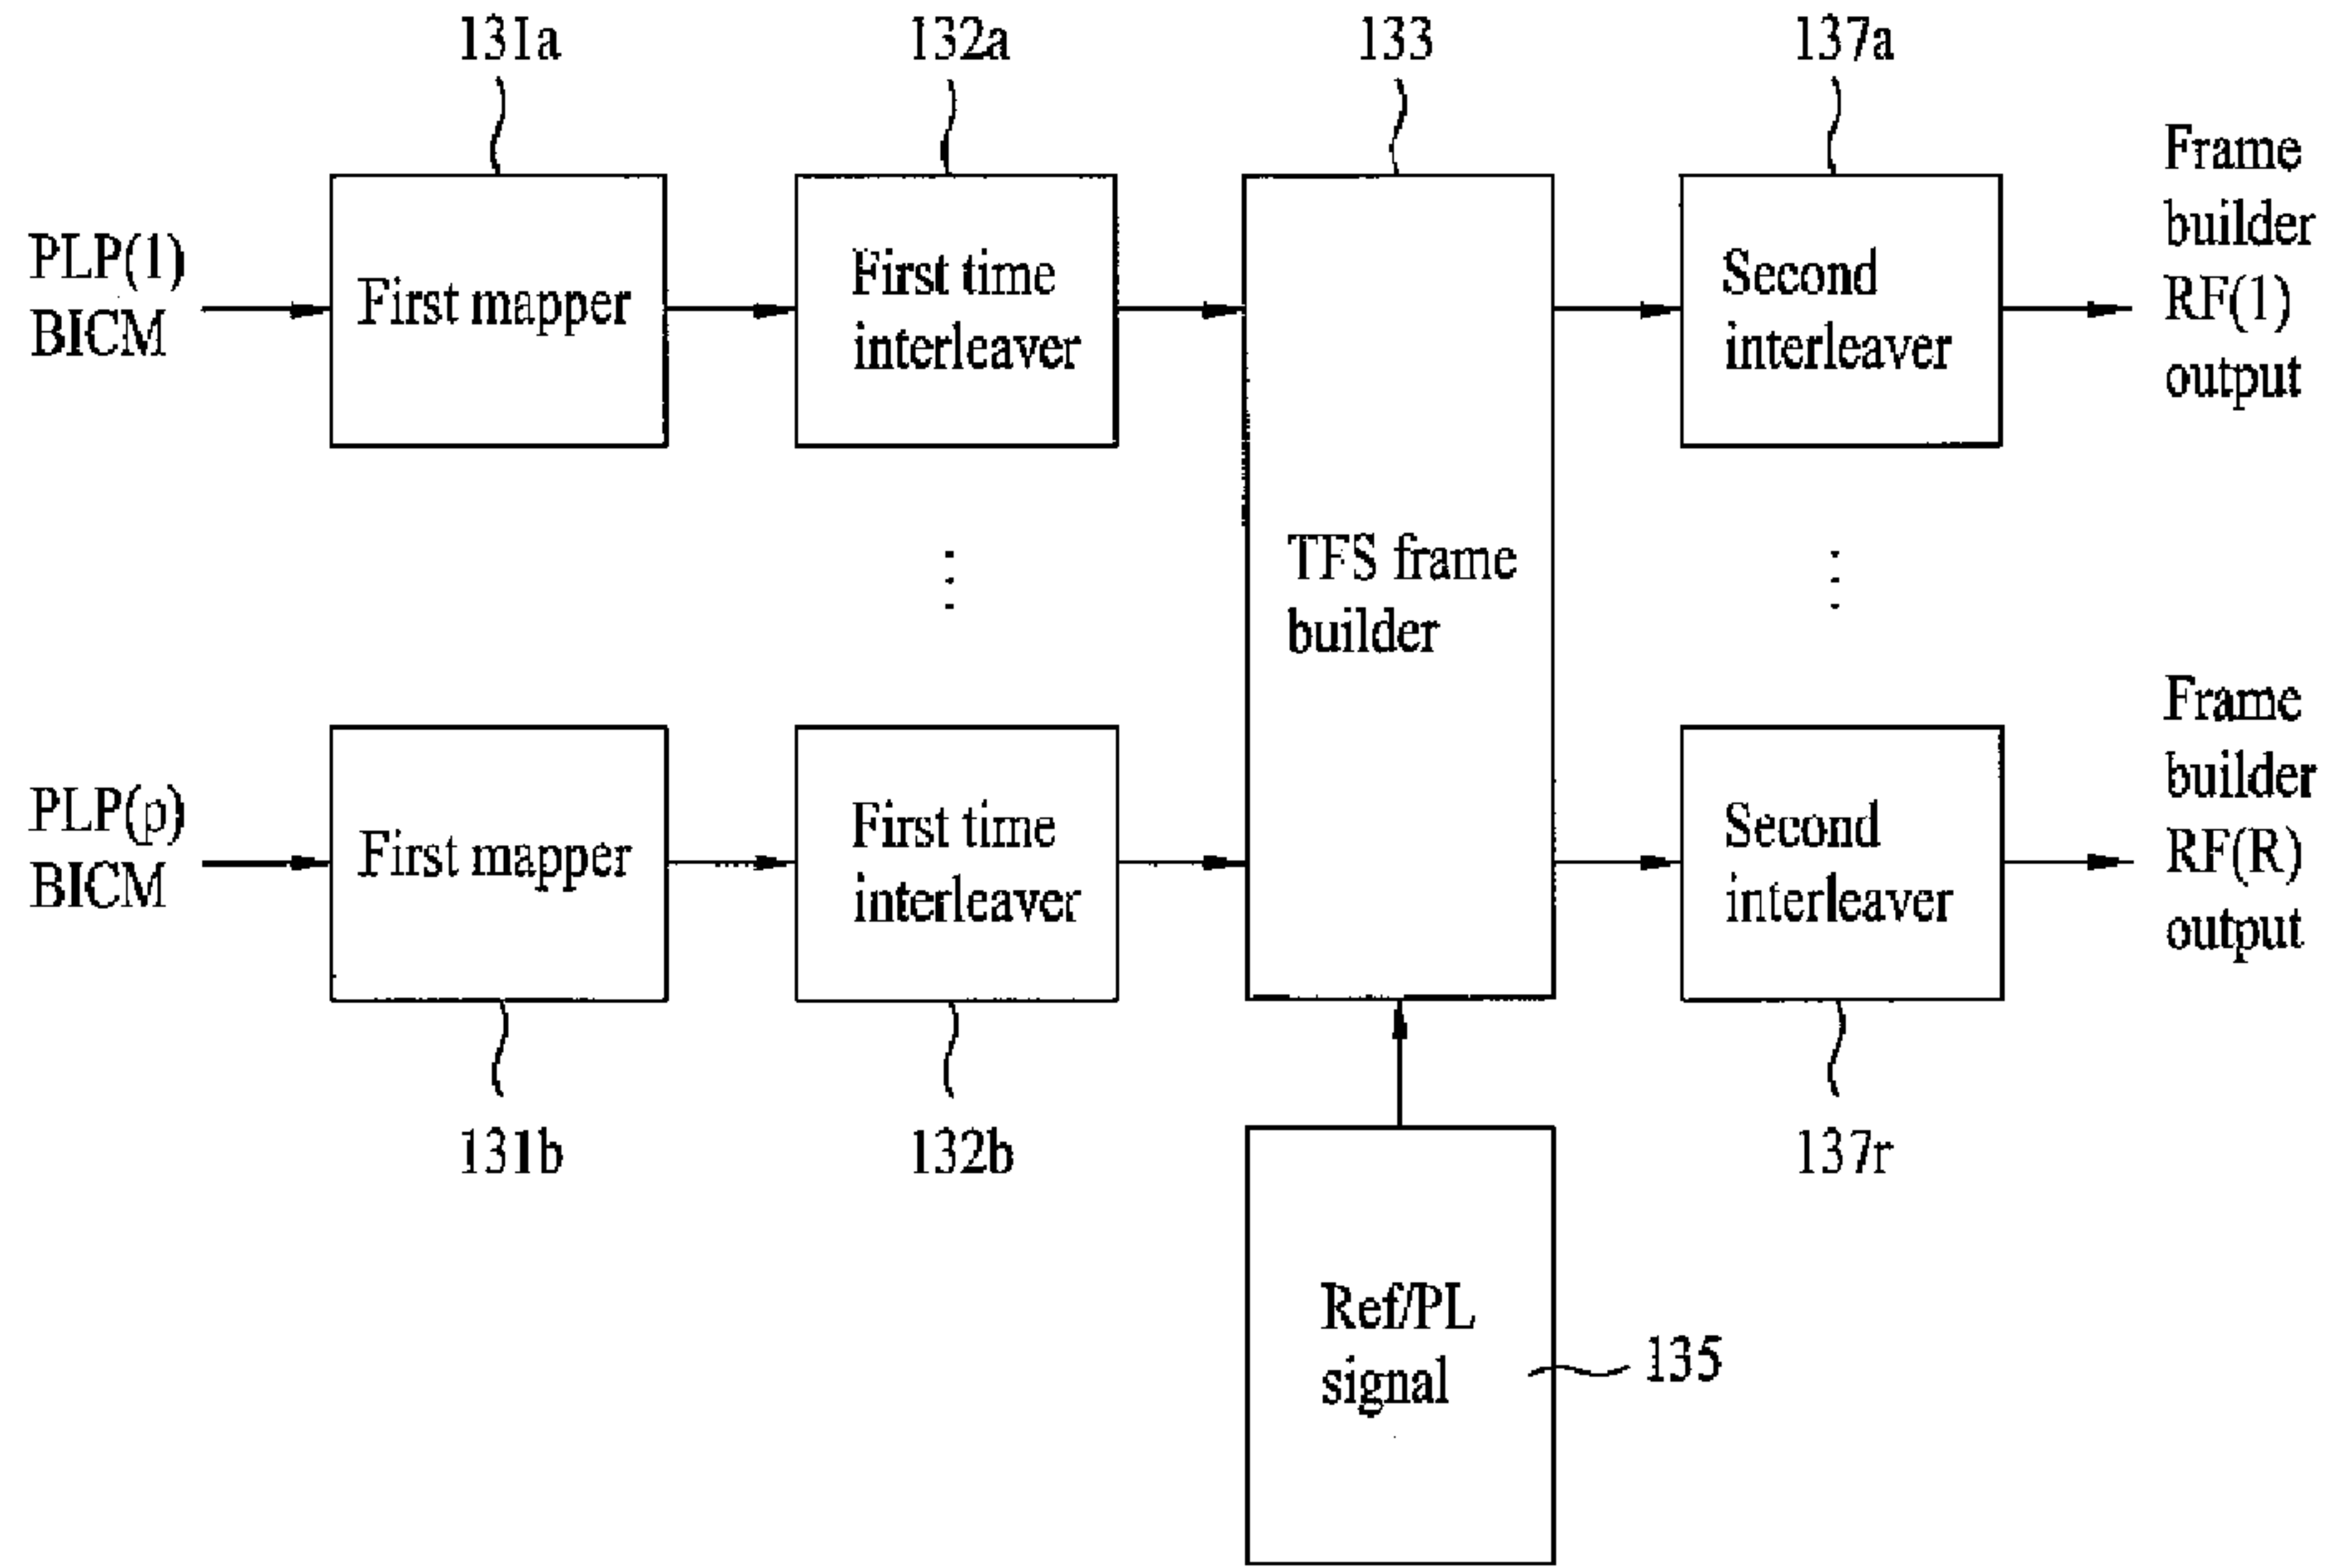 131a
132a
133
137a
PLP(1)
BICM
First mapper
First time
interleaver
TFS frame
builder
Second
interleaver
Frame
builder
RF(1)
output
PLP(p)
BICM
First mapper
First time
interleaver
Second
interleaver
Frame
builder
RF(R)
output
131b
132b
137r
Ref/PL
signal
135